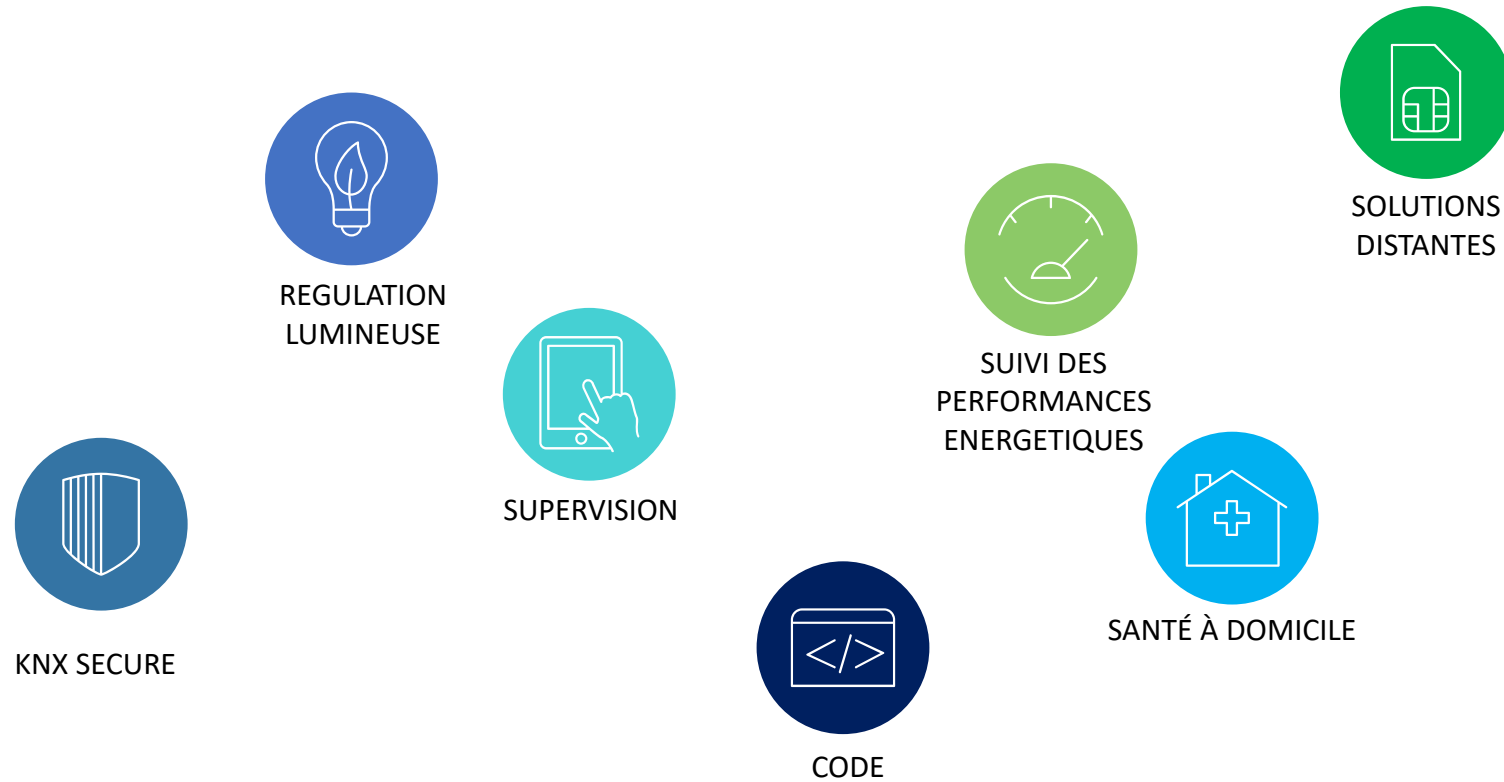 SOLUTIONS
DISTANTES
REGULATION
LUMINEUSE
SUIVI DES
PERFORMANCES
ENERGETIQUES
SUPERVISION
SANTÉ À DOMICILE
KNX SECURE
</>
CODE